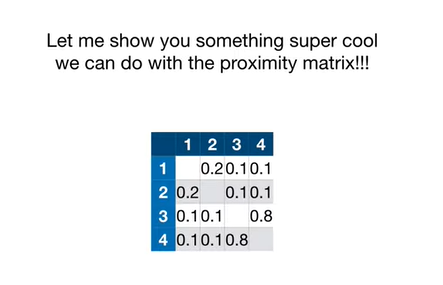 Let me show you something super cool
we can do with the proximity matrix!!!
1 2 3 4
1 0.2 0.1 0.1
2 0.2 0.1 0.1
3 0.1 0.1 0.8
4 0.1 0.1 0.8